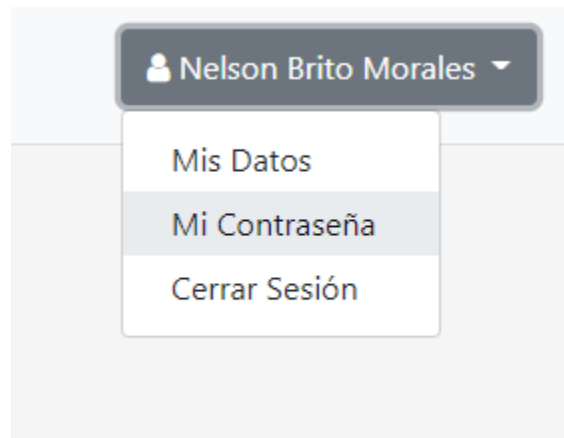 Nelson Brito Morales
Mis Datos
Mi Contraseña
Cerrar Sesión